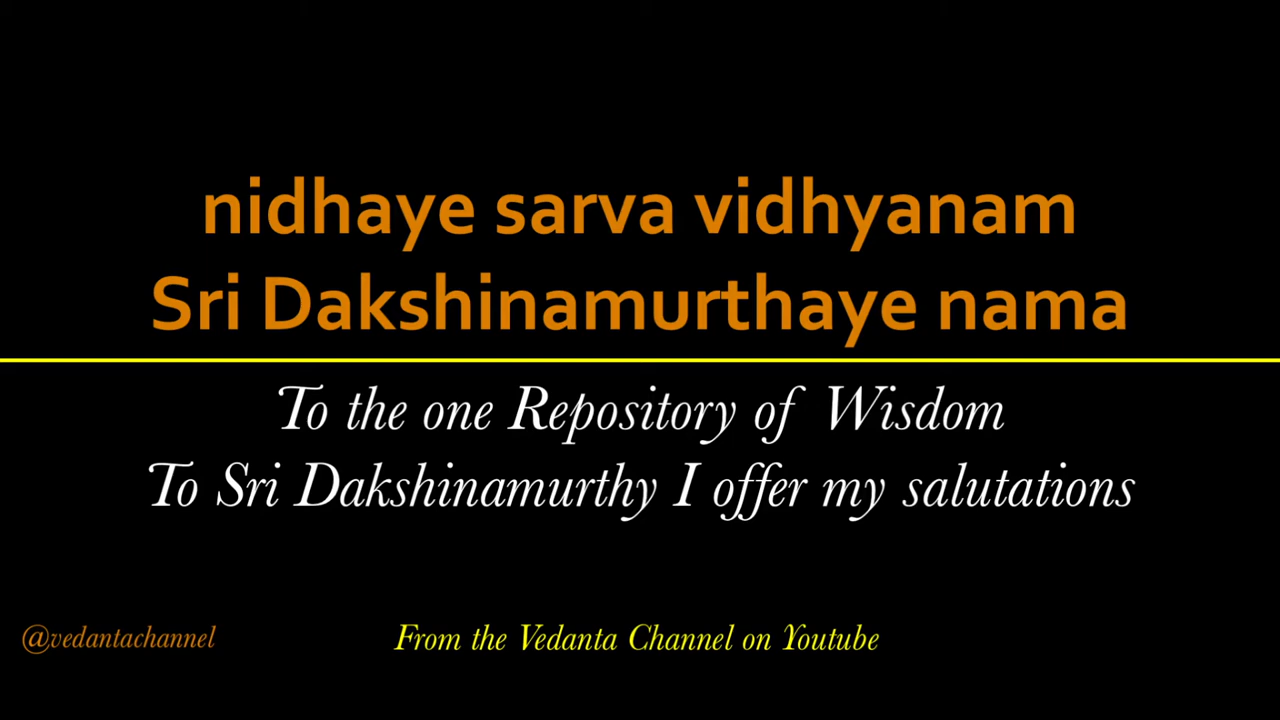 nidhaye sarva vidhyanam
Sri Dakshinamurthaye nama
To the one Repository of Wisdom
To Sri Dakshinamurthy I offer my salutations
@vedantachannel
From the Vedanta Channel on Youtube